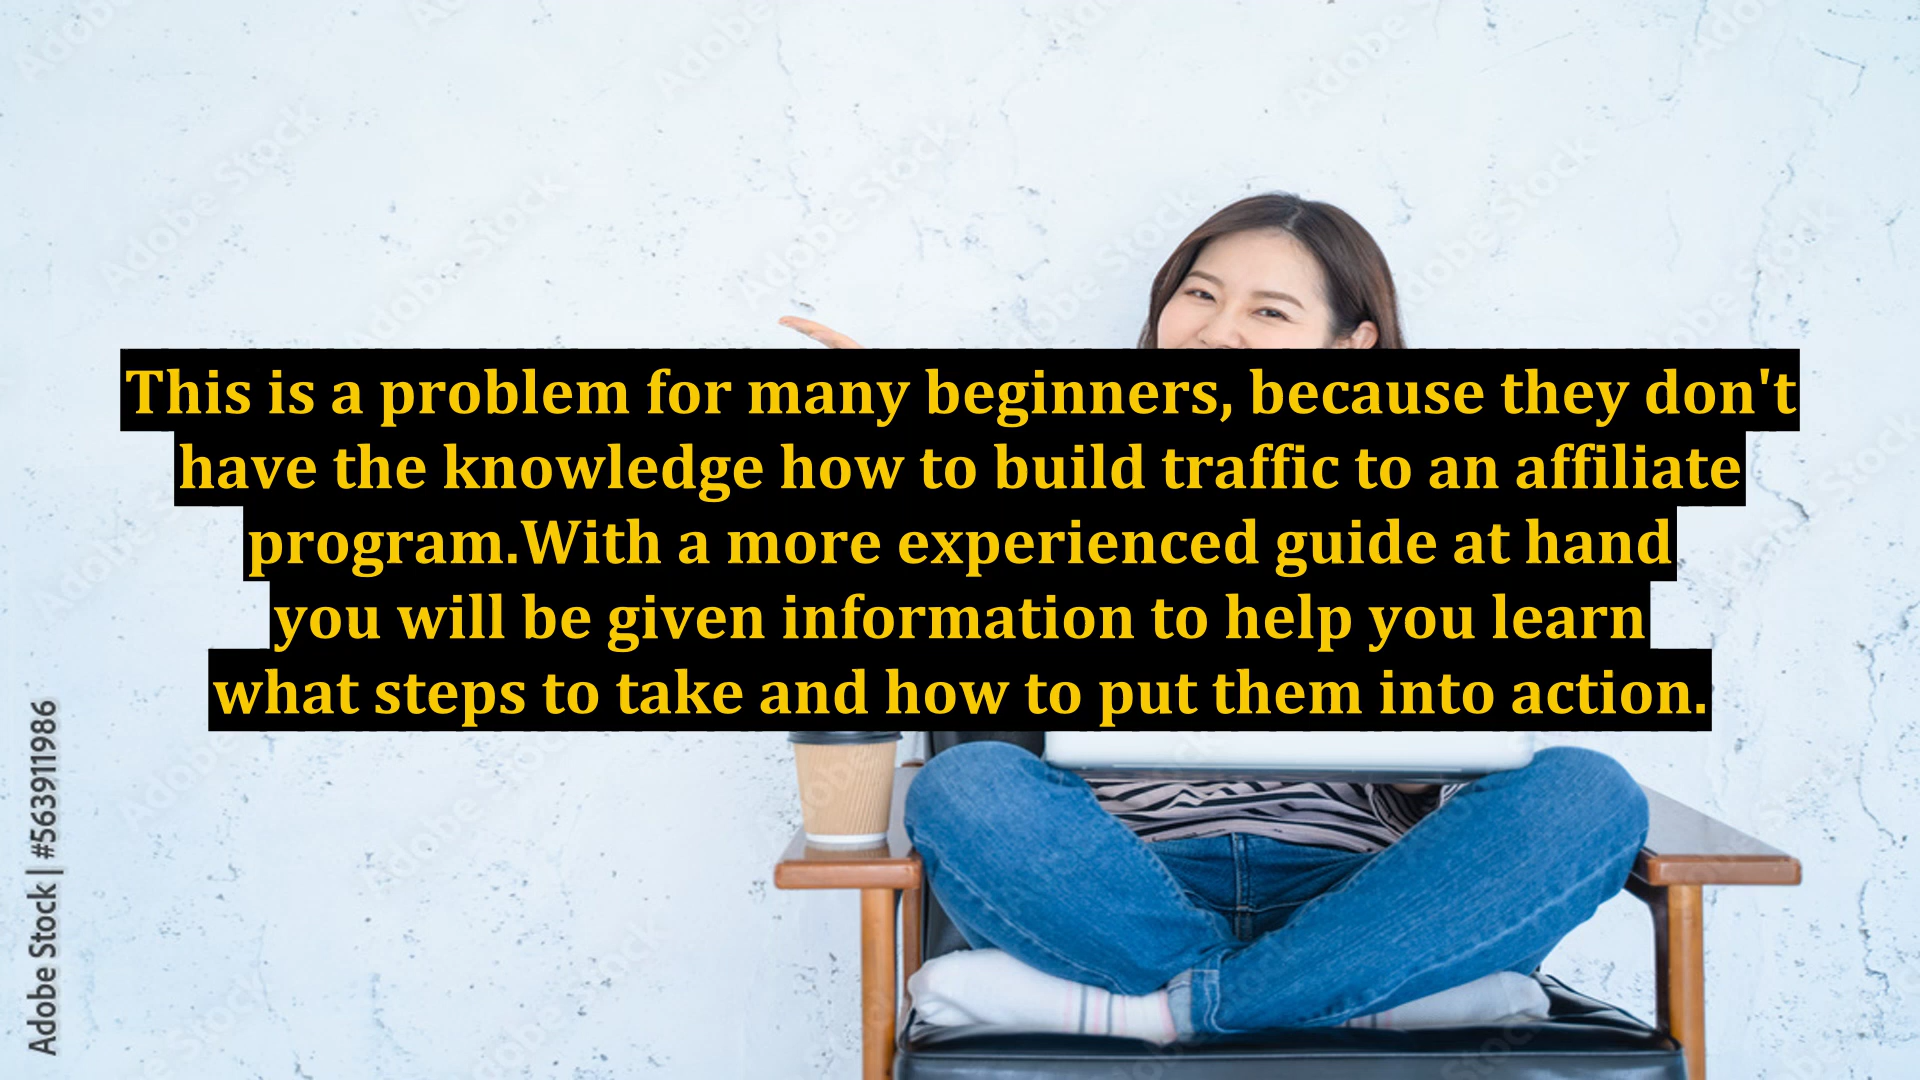 This is a problem for many beginners, because they don't
have the knowledge how to build traffic to an affiliate
program.With a more experienced guide at hand
you will be given information to help you learn
what steps to take and how to put them into action.
Adobe Stock | #563911986
Adobe Stock